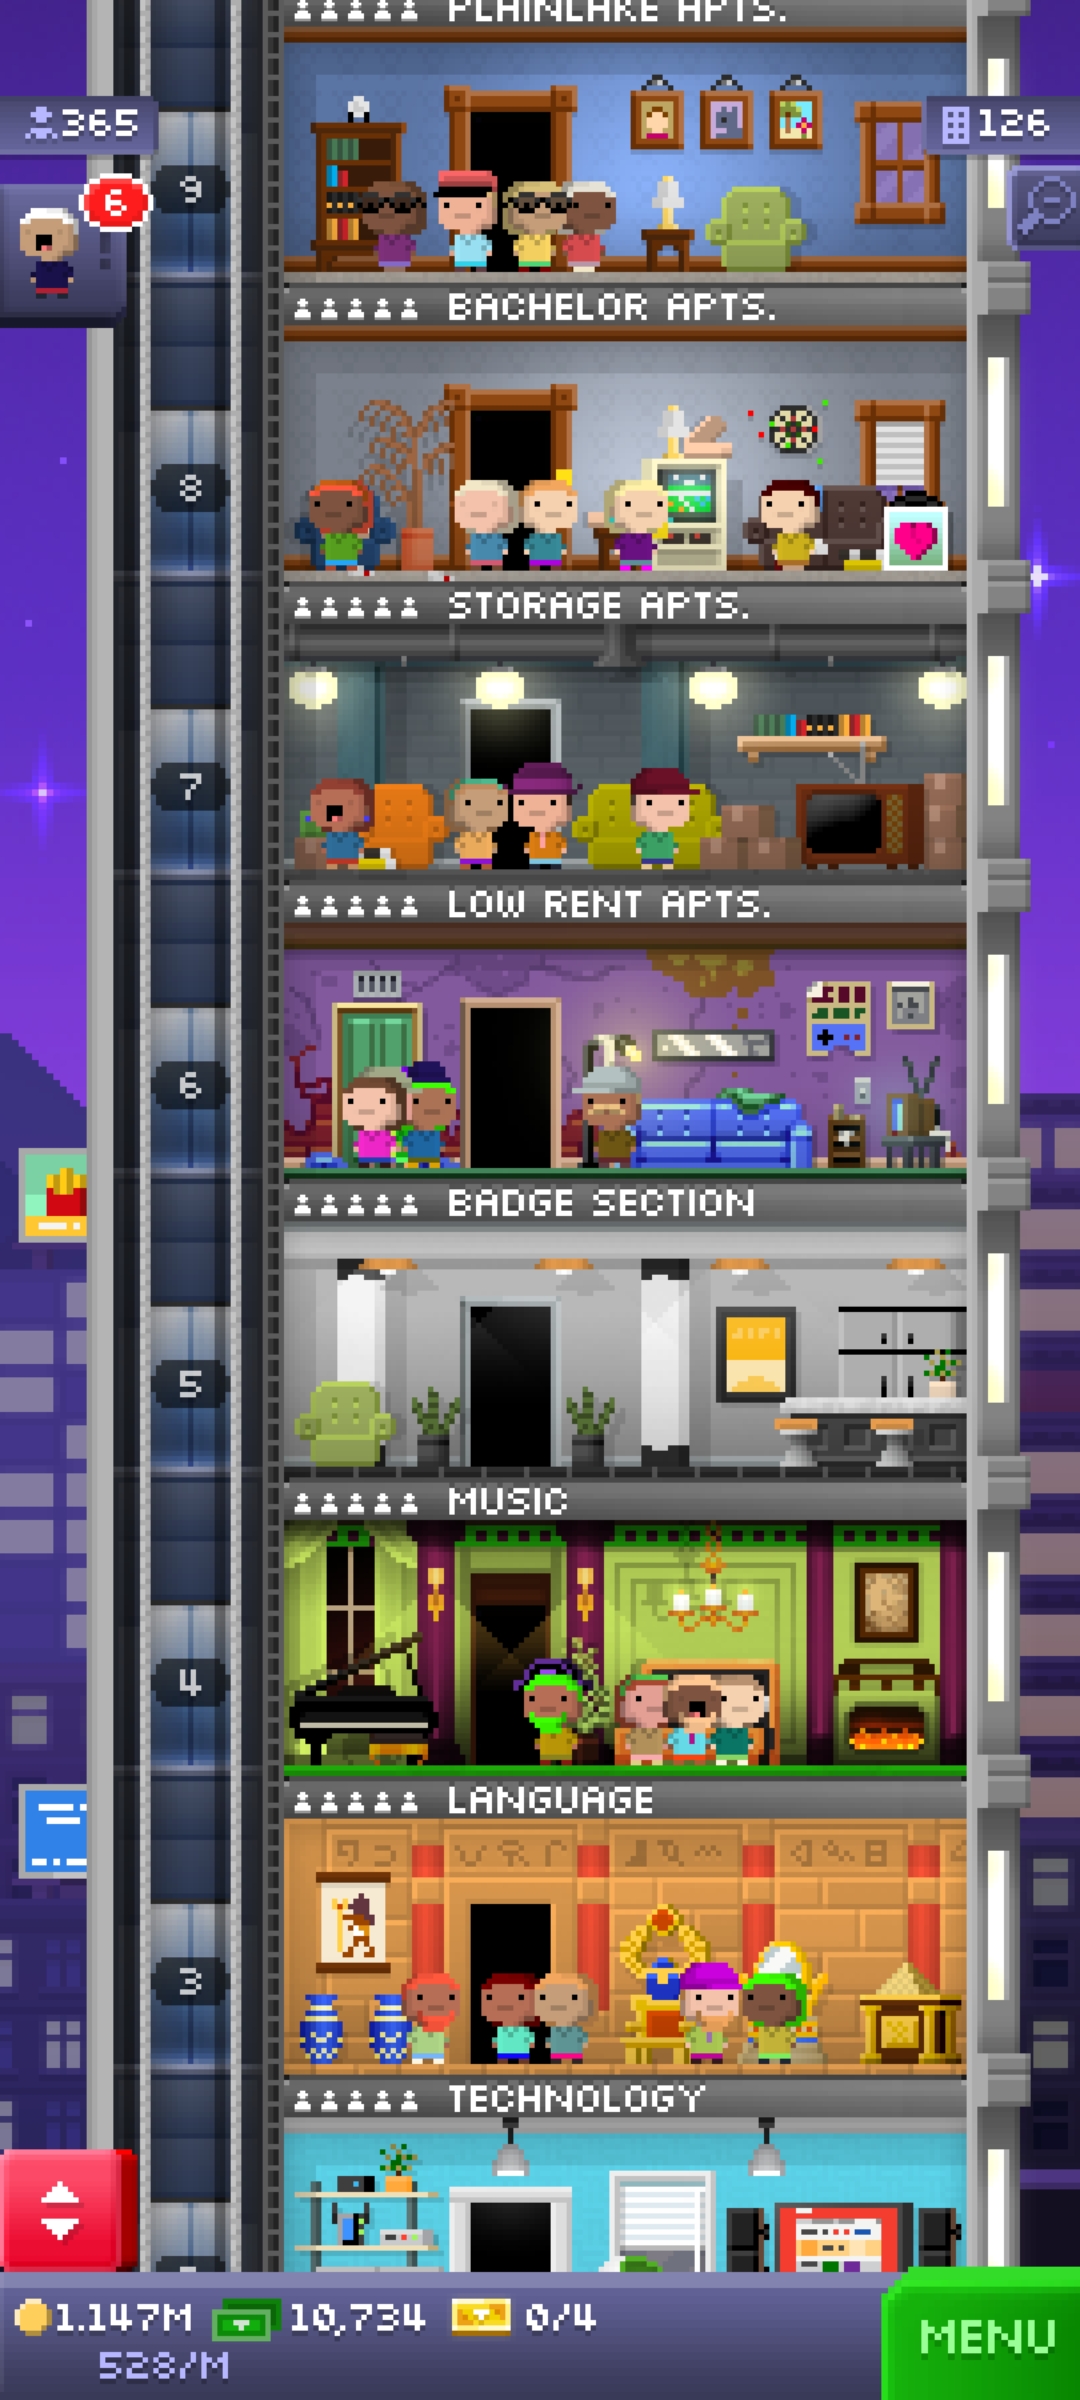 PLAINLAKE APTS.
365
126
6
9
BACHELOR APTS.
8
STORAGE APTS.
7
LOW RENT APTS.
6
BADGE SECTION
5
MUSIC
4
LANGUAGE
3
TECHNOLOGY
1.147M 10,734 0/4
528/M
MENU